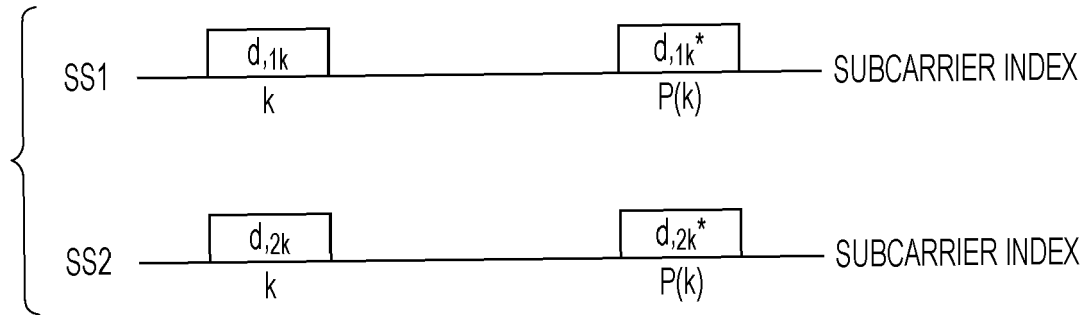 d,1k
d,1k*
SS1
SUBCARRIER INDEX
k
P(k)
d,2k
d,2k*
SS2
SUBCARRIER INDEX
k
P(k)